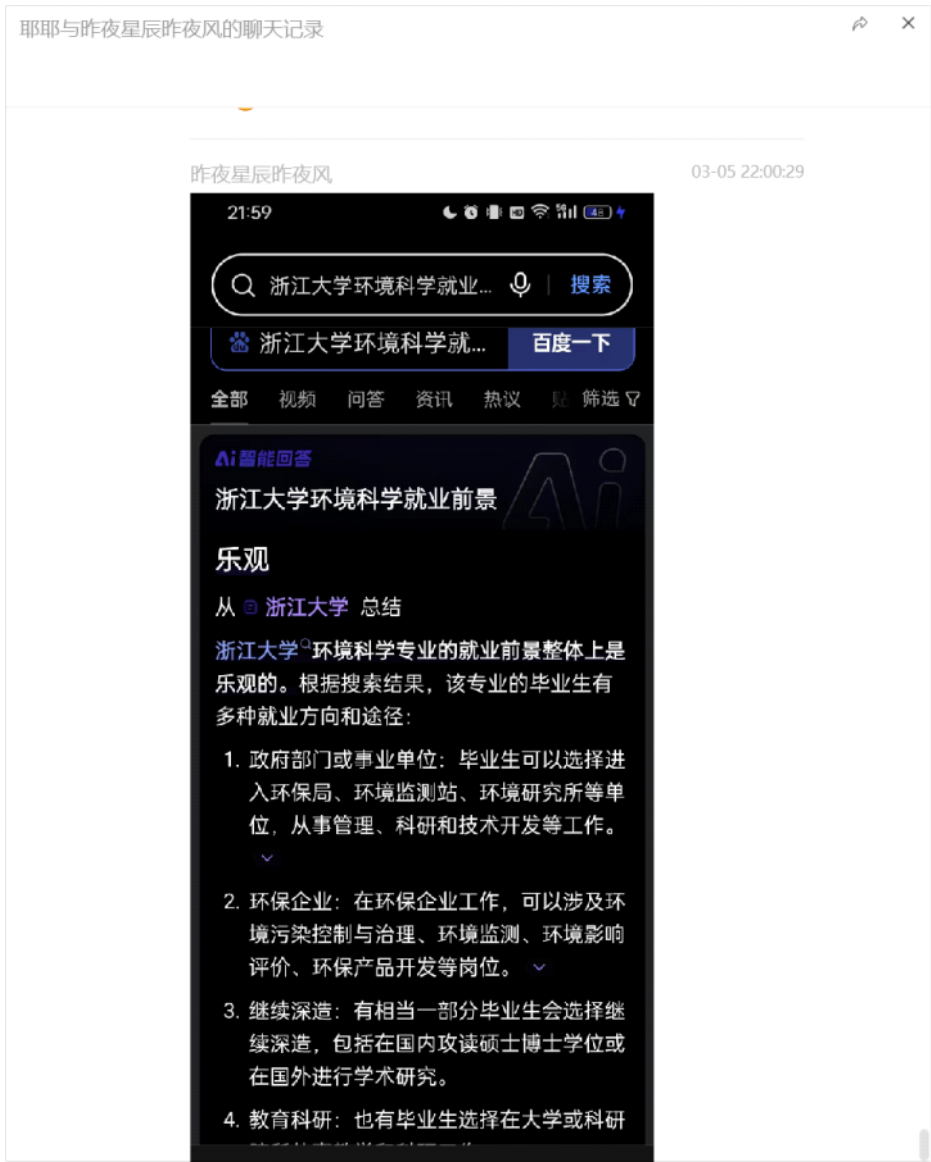 耶耶与昨夜星辰昨夜风的聊天记录
昨夜星辰昨夜风
03-05 22:00:29
21:59
48
浙江大学环境科学就业...
搜索
浙江大学环境科学就...
百度一下
全部 视频 问答 资讯 热议 贴 筛选
Ai智能回答
浙江大学环境科学就业前景
乐观
从 浙江大学 总结
浙江大学环境科学专业的就业前景整体上是
乐观的。根据搜索结果，该专业的毕业生有
多种就业方向和途径：
1. 政府部门或事业单位：毕业生可以选择进
入环保局、环境监测站、环境研究所等单
位，从事管理、科研和技术开发等工作。
2. 环保企业：在环保企业工作，可以涉及环
境污染控制与治理、环境监测、环境影响
评价、环保产品开发等岗位。
3. 继续深造：有相当一部分毕业生会选择继
续深造，包括在国内攻读硕士博士学位或
在国外进行学术研究。
4. 教育科研：也有毕业生选择在大学或科研